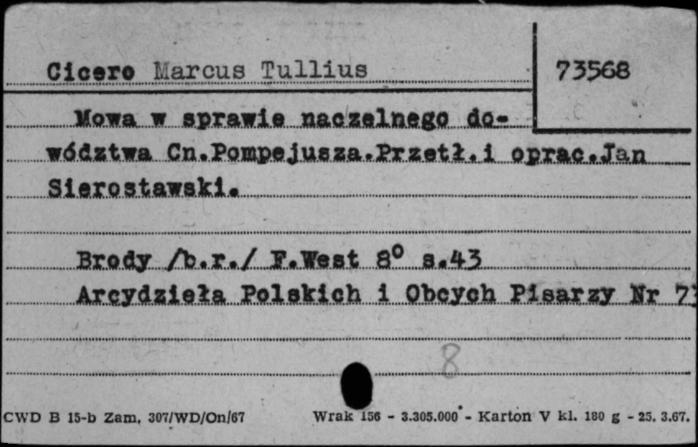 Cicero Marcus Tullius
73568
Mowa w sprawie naczelnego do-
wództwa Cn.Pompejusza.Przetł.i oprac.Jan
Sierostawski.
Brody /b.r./ F.West 8° s.43
Arcydzieła Polskich i Obcych Pisarzy Nr 73
8
CWD B 15-b Zam. 307/WD/On/67
Wrak 156 - 3.305.000 - Karton V kl. 180 g - 25. 3.67.